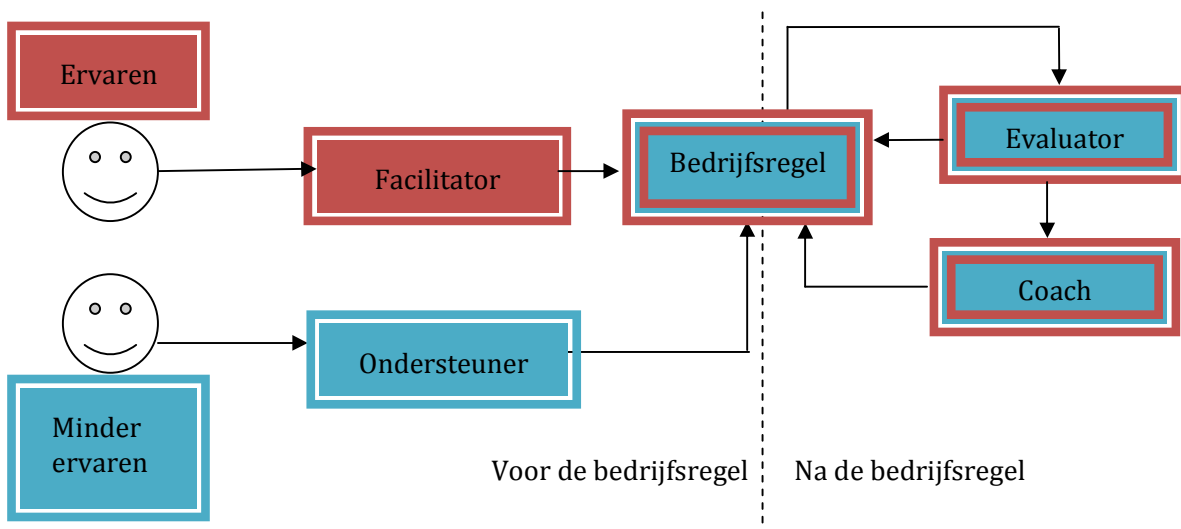 Ervaren
Facilitator
Bedrijfsregel
Evaluator
Coach
Ondersteuner
Minder
ervaren
Voor de bedrijfsregel
Na de bedrijfsregel